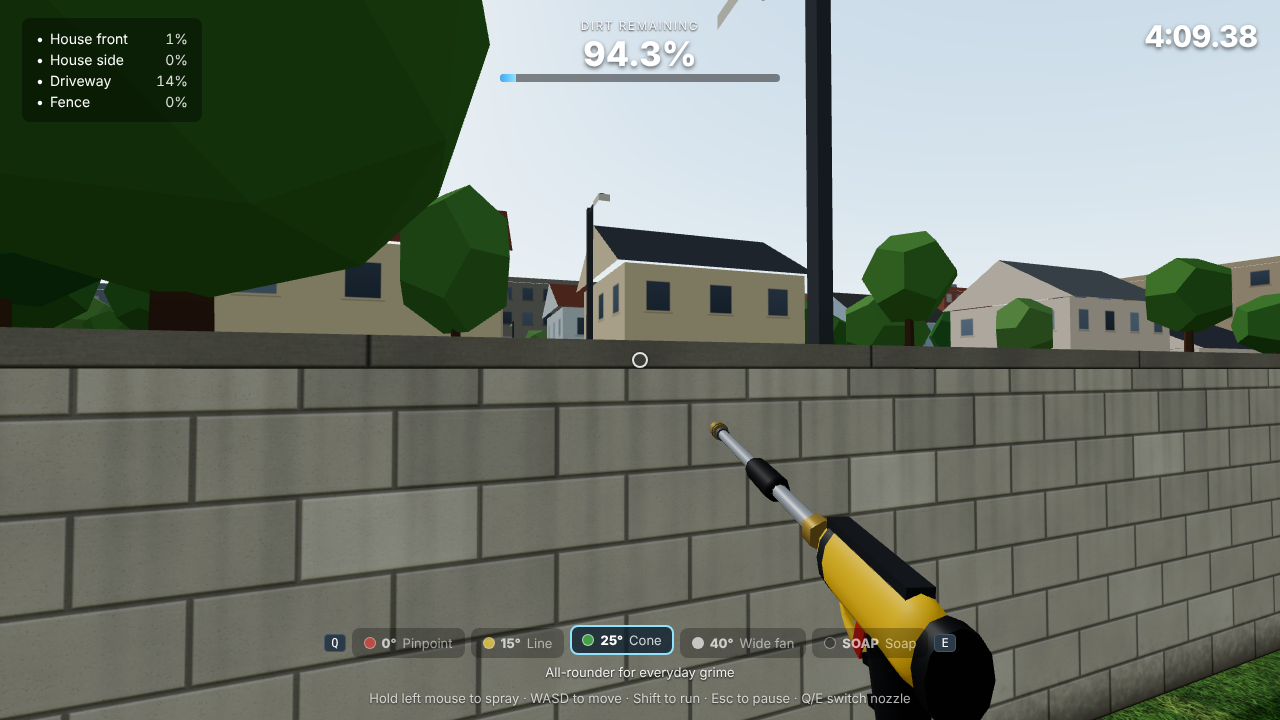 • House front 1%
• House side 0%
• Driveway 14%
• Fence 0%
DIRT REMAINING
94.3%
4:09.38
Q 0° Pinpoint 15° Line 25° Cone 40° Wide fan SOAP Soap E
All-rounder for everyday grime
Hold left mouse to spray · WASD to move · Shift to run · Esc to pause · Q/E switch nozzle